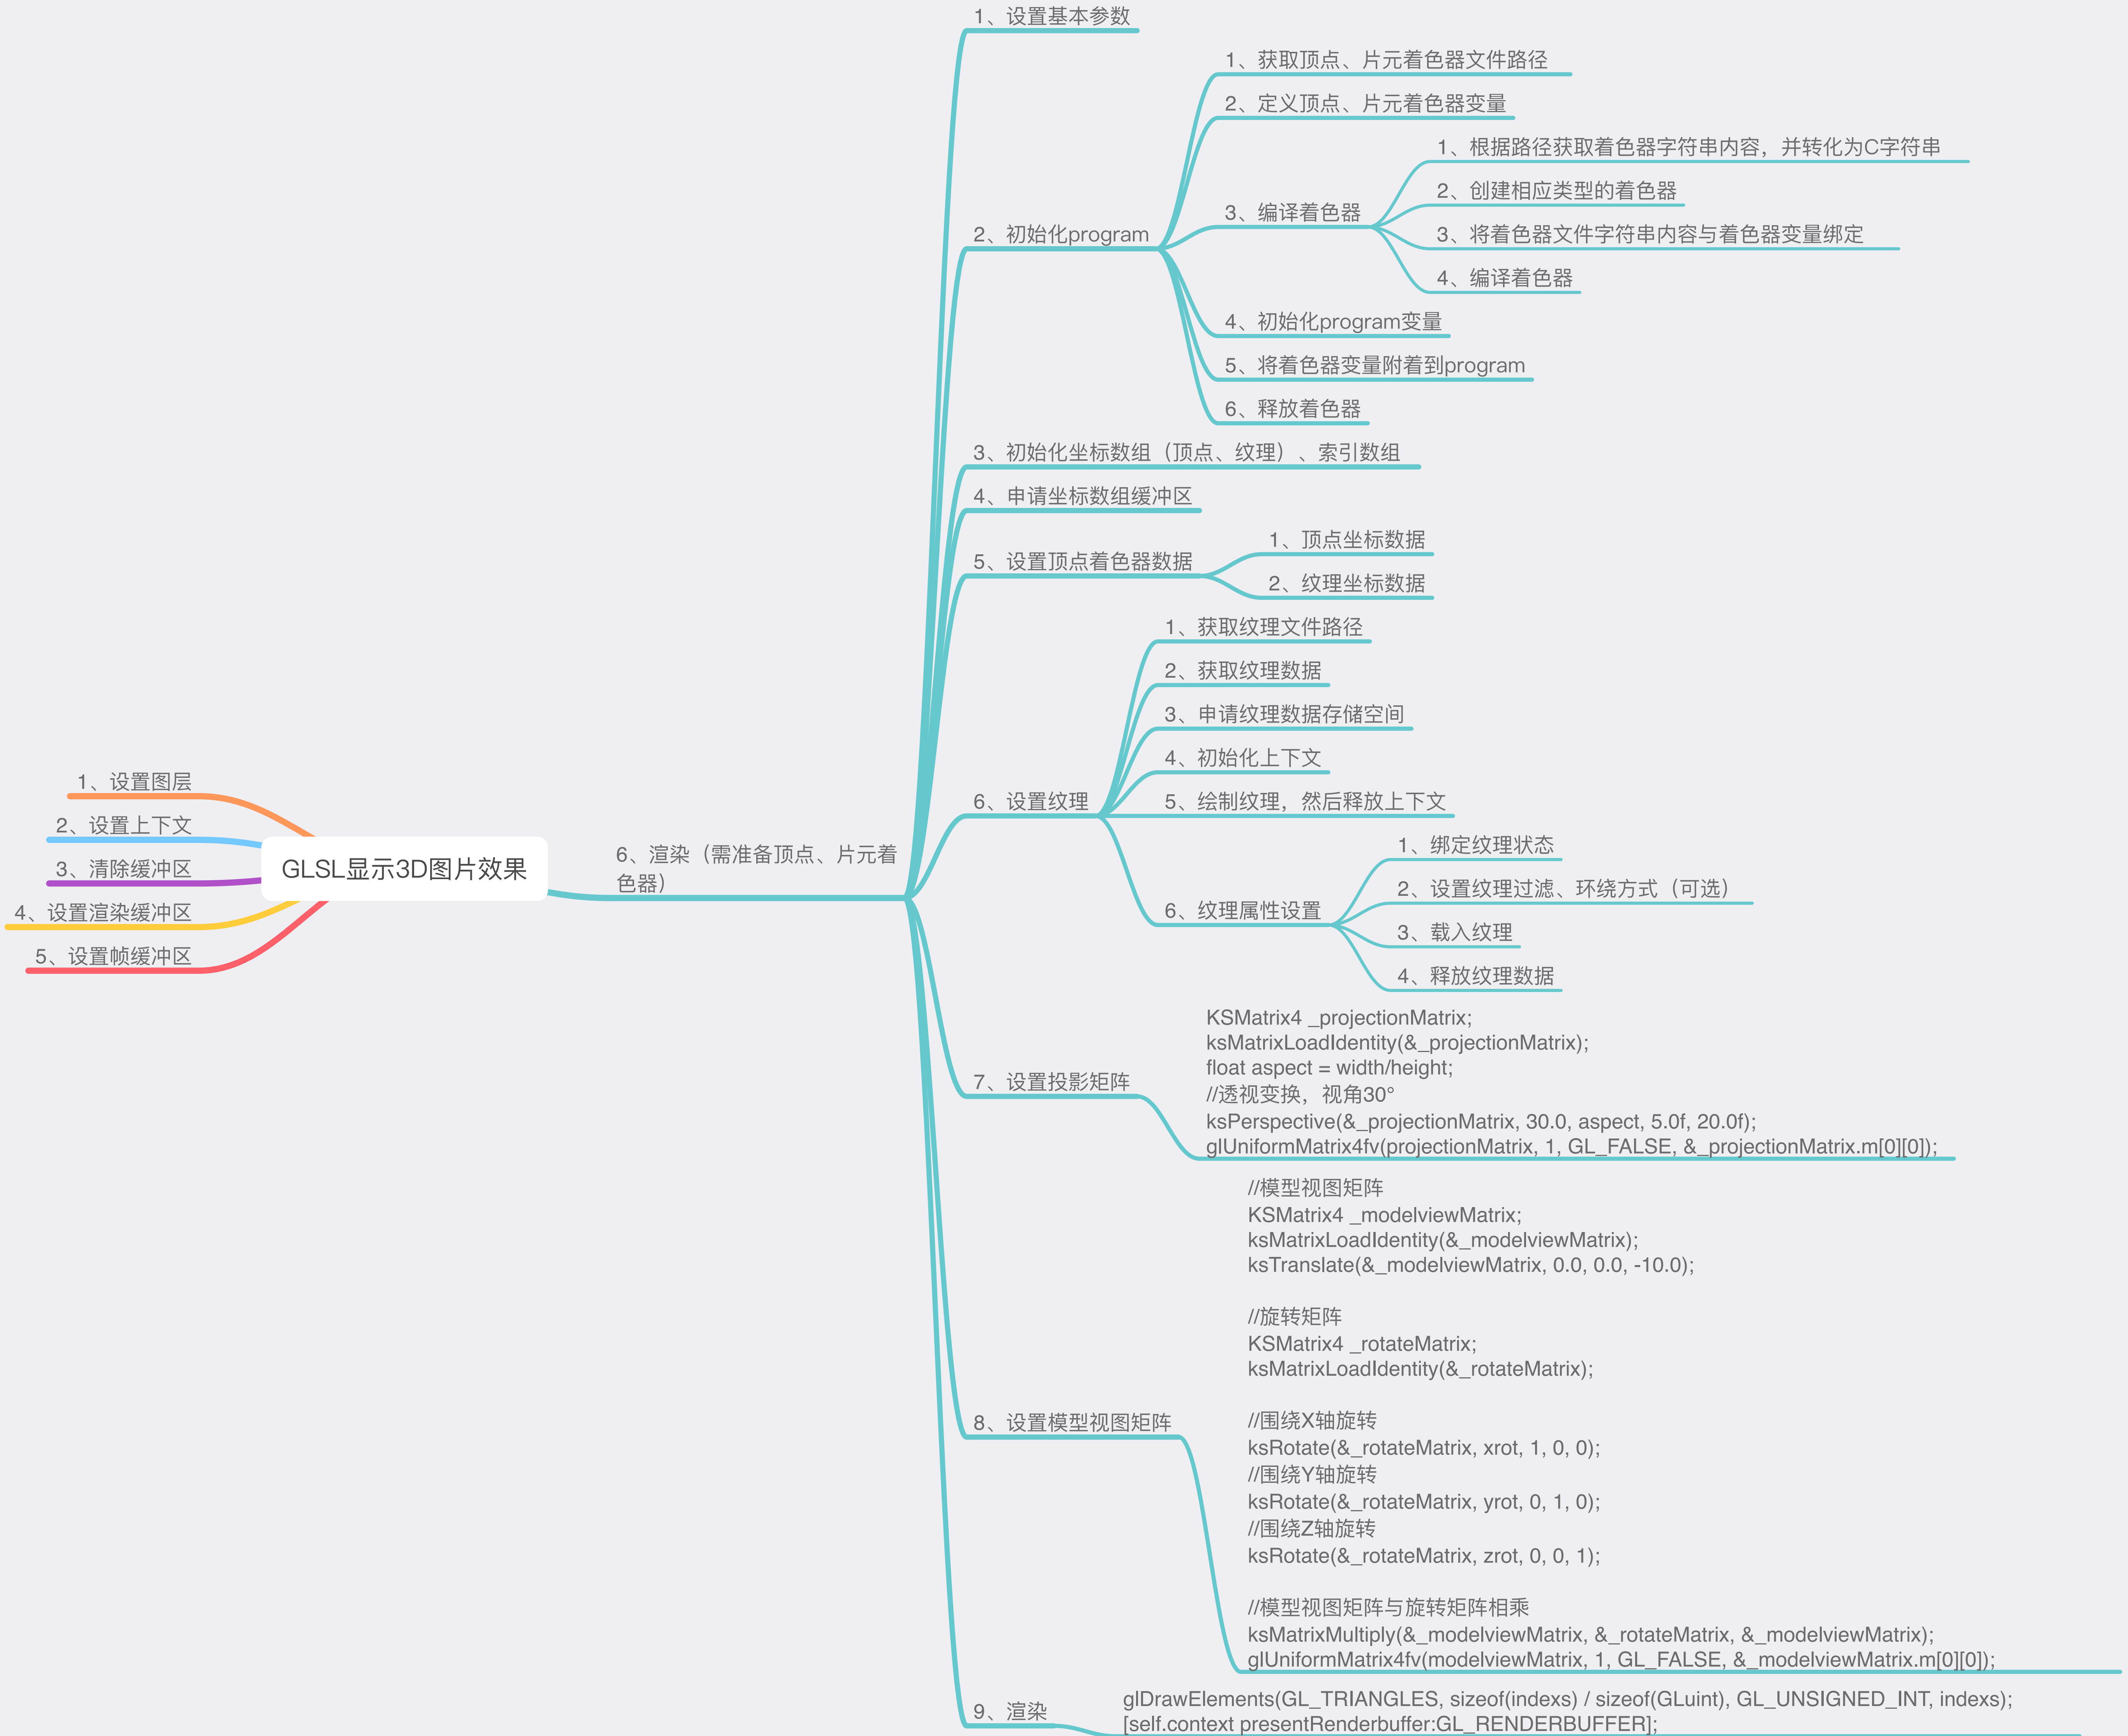 GLSL显示3D图片效果
1、设置图层
2、设置上下文
3、清除缓冲区
4、设置渲染缓冲区
5、设置帧缓冲区
6、渲染（需准备顶点、片元着
色器）
1、设置基本参数
2、初始化program
1、获取顶点、片元着色器文件路径
2、定义顶点、片元着色器变量
3、编译着色器
1、根据路径获取着色器字符串内容，并转化为C字符串
2、创建相应类型的着色器
3、将着色器文件字符串内容与着色器变量绑定
4、编译着色器
4、初始化program变量
5、将着色器变量附着到program
6、释放着色器
3、初始化坐标数组（顶点、纹理）、索引数组
4、申请坐标数组缓冲区
5、设置顶点着色器数据
1、顶点坐标数据
2、纹理坐标数据
6、设置纹理
1、获取纹理文件路径
2、获取纹理数据
3、申请纹理数据存储空间
4、初始化上下文
5、绘制纹理，然后释放上下文
6、纹理属性设置
1、绑定纹理状态
2、设置纹理过滤、环绕方式（可选）
3、载入纹理
4、释放纹理数据
7、设置投影矩阵
KSMatrix4 _projectionMatrix;
ksMatrixLoadIdentity(&_projectionMatrix);
float aspect = width/height;
//透视变换，视角30°
ksPerspective(&_projectionMatrix, 30.0, aspect, 5.0f, 20.0f);
glUniformMatrix4fv(projectionMatrix, 1, GL_FALSE, &_projectionMatrix.m[0][0]);
8、设置模型视图矩阵
//模型视图矩阵
KSMatrix4 _modelviewMatrix;
ksMatrixLoadIdentity(&_modelviewMatrix);
ksTranslate(&_modelviewMatrix, 0.0, 0.0, -10.0);
//旋转矩阵
KSMatrix4 _rotateMatrix;
ksMatrixLoadIdentity(&_rotateMatrix);
//围绕X轴旋转
ksRotate(&_rotateMatrix, xrot, 1, 0, 0);
//围绕Y轴旋转
ksRotate(&_rotateMatrix, yrot, 0, 1, 0);
//围绕Z轴旋转
ksRotate(&_rotateMatrix, zrot, 0, 0, 1);
//模型视图矩阵与旋转矩阵相乘
ksMatrixMultiply(&_modelviewMatrix, &_rotateMatrix, &_modelviewMatrix);
glUniformMatrix4fv(modelviewMatrix, 1, GL_FALSE, &_modelviewMatrix.m[0][0]);
9、渲染
glDrawElements(GL_TRIANGLES, sizeof(indexs) / sizeof(GLuint), GL_UNSIGNED_INT, indexs);
[self.context presentRenderbuffer:GL_RENDERBUFFER];